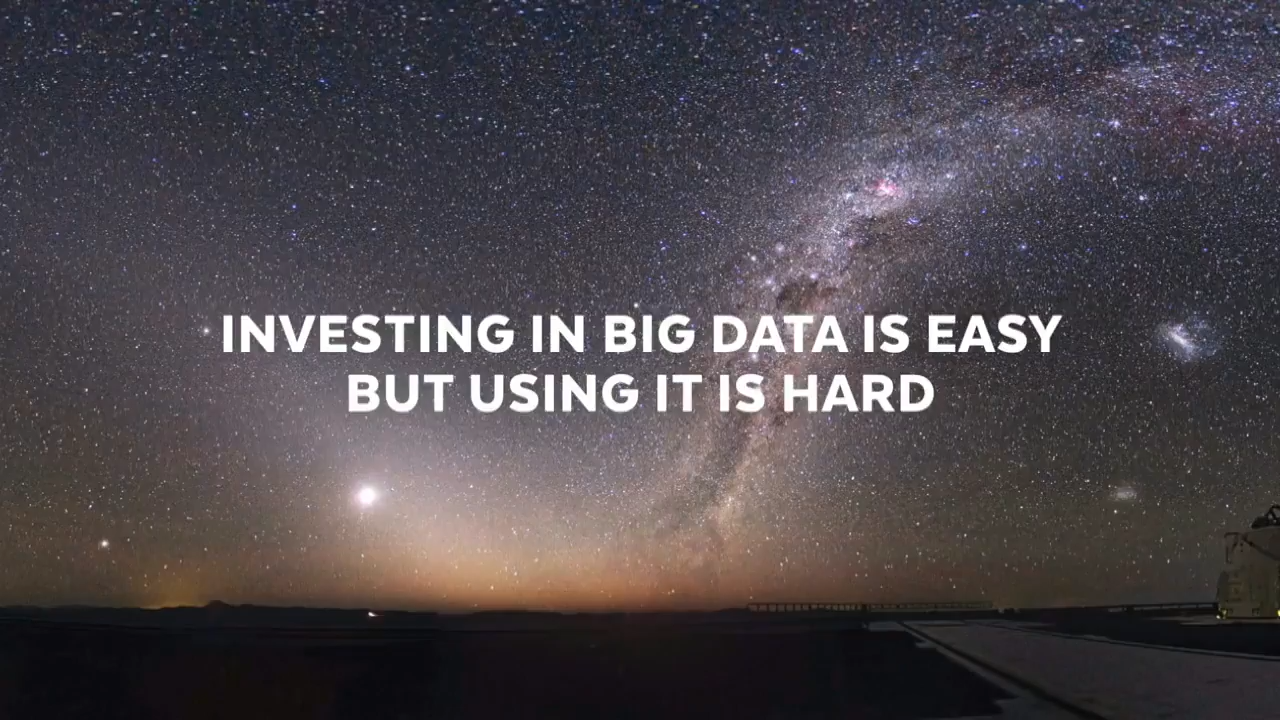 INVESTING IN BIG DATA IS EASY
BUT USING IT IS HARD